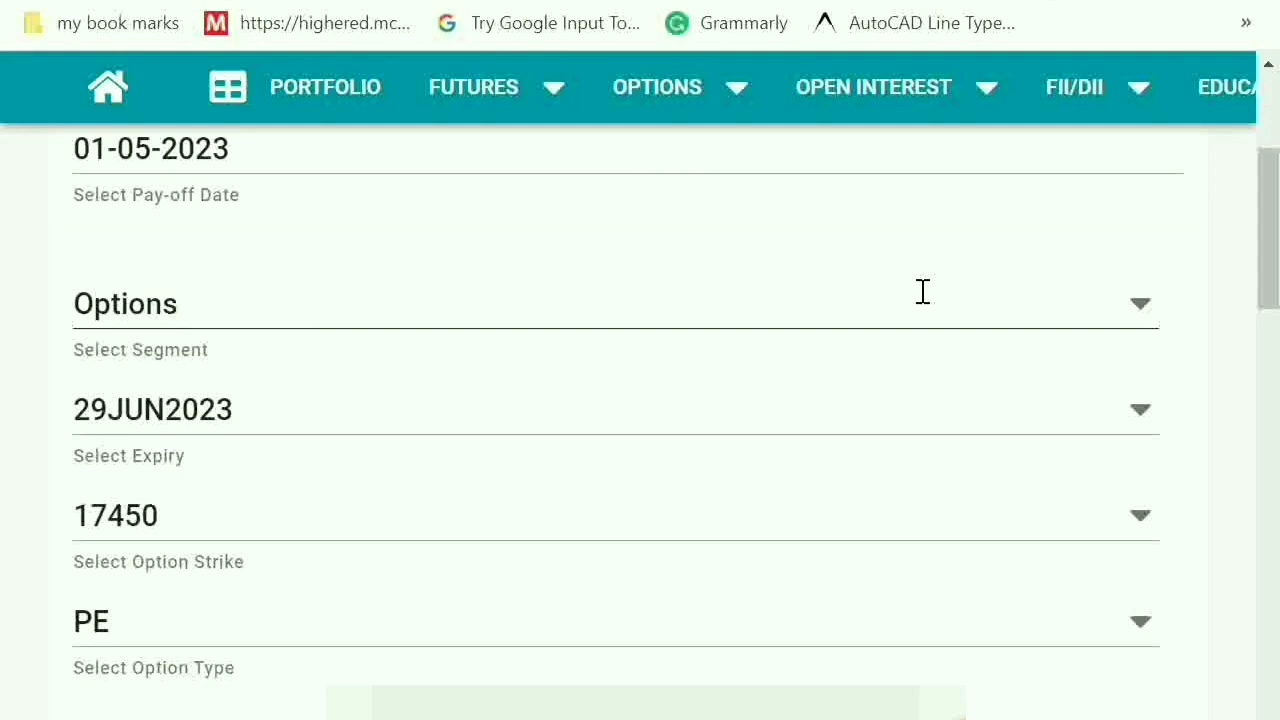 my book marks https://highered.mc... Try Google Input To... Grammarly AutoCAD Line Type... »
PORTFOLIO FUTURES OPTIONS OPEN INTEREST FII/DII EDUCA
01-05-2023
Select Pay-off Date
Options
Select Segment
29JUN2023
Select Expiry
17450
Select Option Strike
PE
Select Option Type